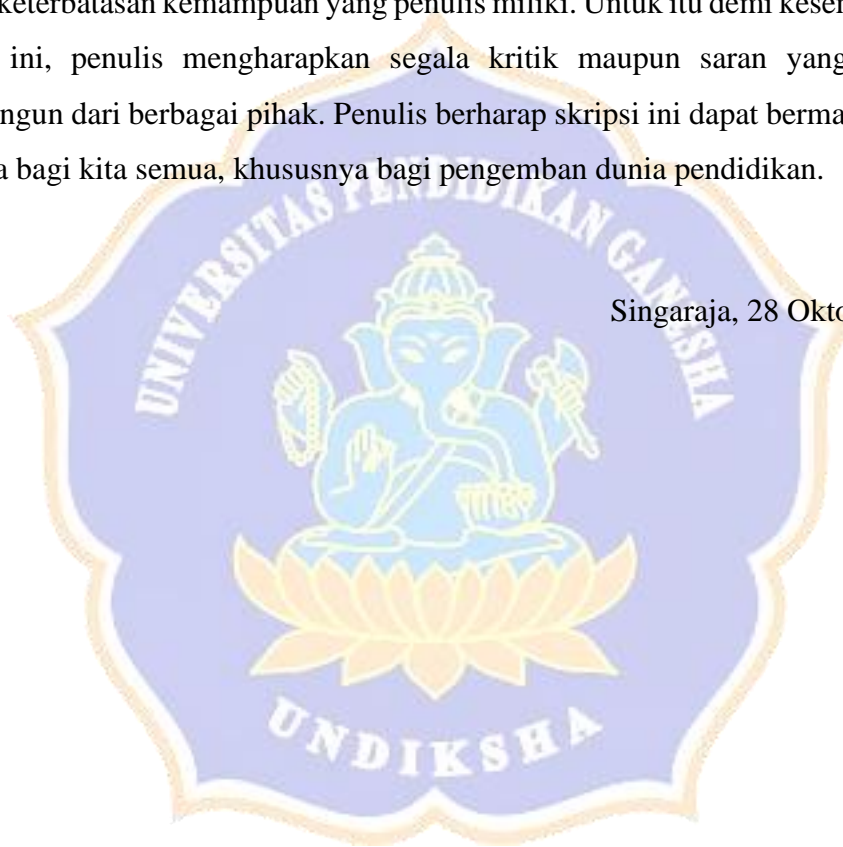 keterbatasan kemampuan yang penulis miliki. Untuk itu demi keser
ini, penulis mengharapkan segala kritik maupun saran yang
ngun dari berbagai pihak. Penulis berharap skripsi ini dapat berma
a bagi kita semua, khususnya bagi pengemban dunia pendidikan.
Singaraja, 28 Okto
UNIVERSITAS PENDIDIKAN GANESHA
UNDIKSHA